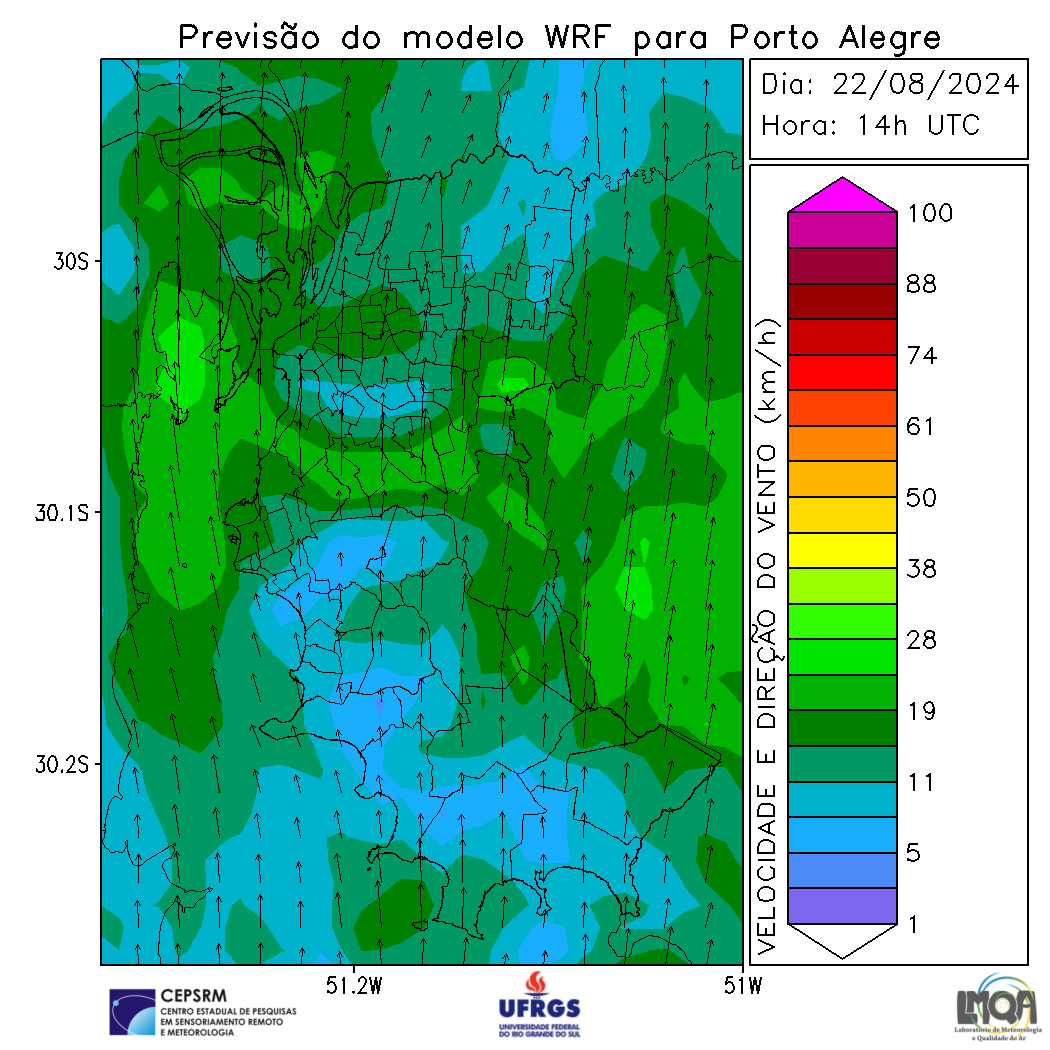 Previsão do modelo WRF para Porto Alegre
Dia: 22/08/2024
Hora: 14h UTC
30S
30.1S
30.2S
51.2W
51W
VELOCIDADE E DIREÇÃO DO VENTO (km/h)
100
88
74
61
50
38
28
19
11
5
1
CEPSRM
CENTRO ESTADUAL DE PESQUISAS
EM SENSORIAMENTO REMOTO
E METEOROLOGIA
UFRGS
UNIVERSIDADE FEDERAL
DO RIO GRANDE DO SUL
LMQA
Laboratório de Meteorologia
e Qualidade do Ar